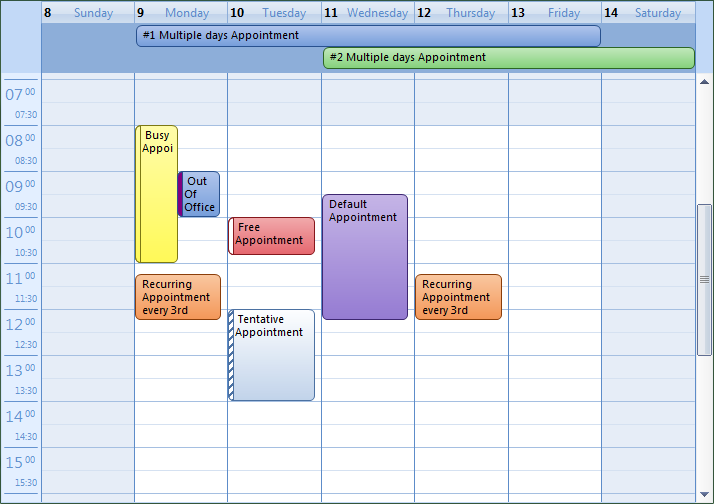 8 Sunday 9 Monday 10 Tuesday 11 Wednesday 12 Thursday 13 Friday 14 Saturday
#1 Multiple days Appointment
#2 Multiple days Appointment
07 00
07:30
08 00
08:30
09 00
09:30
10 00
10:30
11 00
11:30
12 00
12:30
13 00
13:30
14 00
14:30
15 00
15:30
Busy
Appoi
Out
Of
Office
Recurring
Appointment
every 3rd
Free
Appointment
Tentative
Appointment
Default
Appointment
Recurring
Appointment
every 3rd